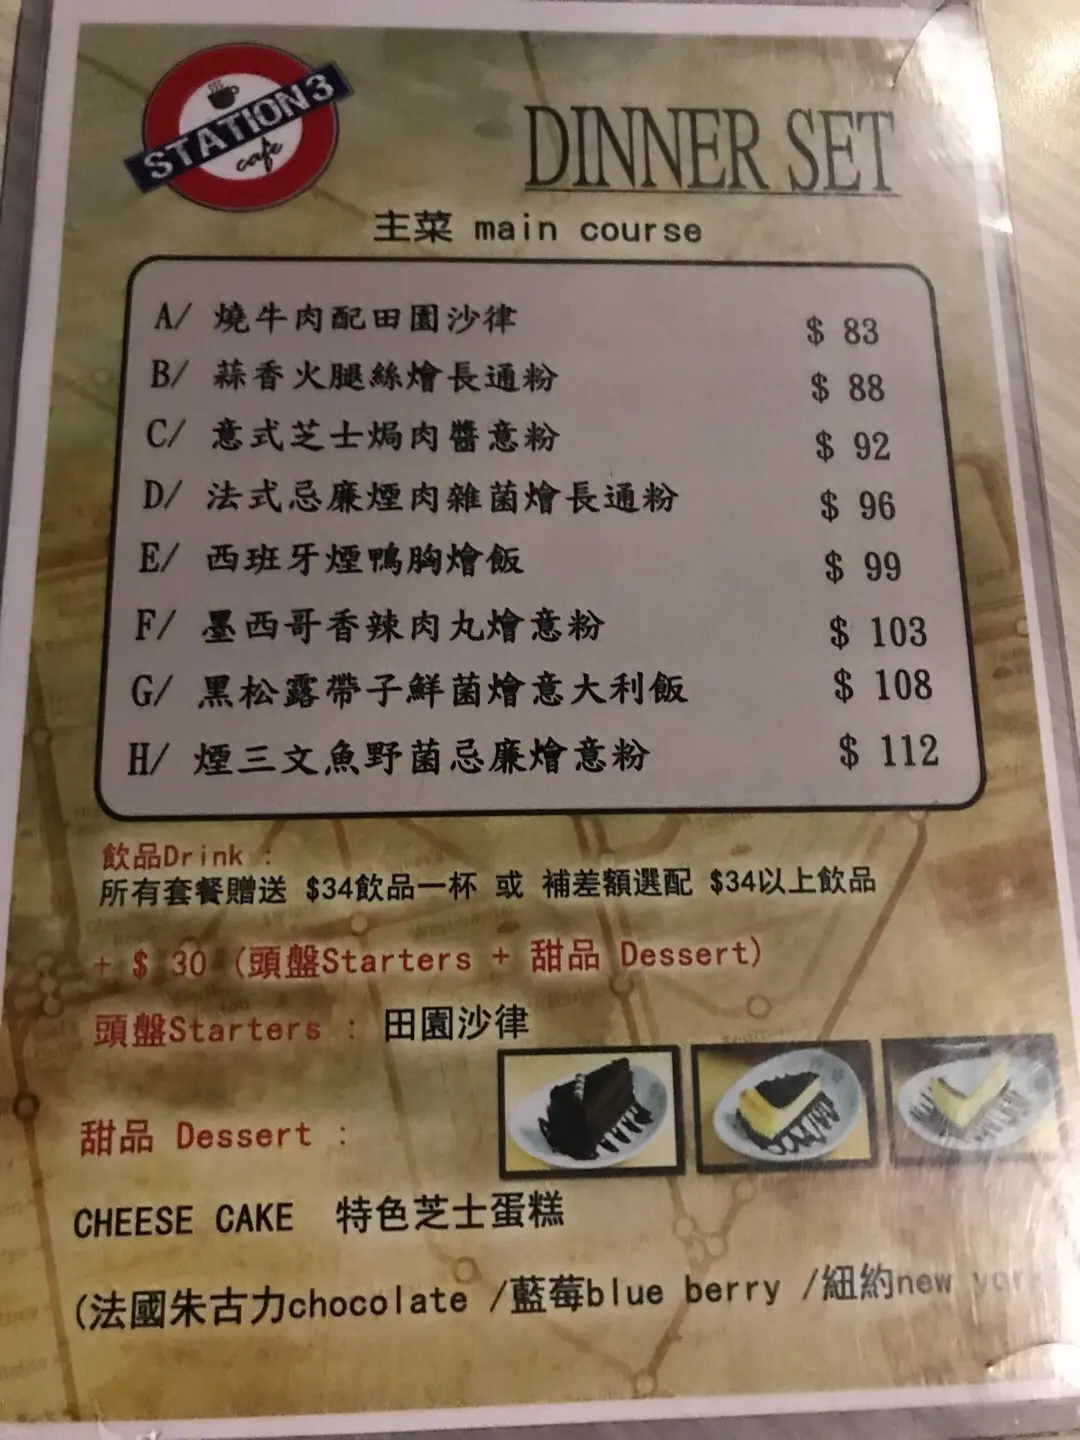 STATION3
cafe
DINNER SET
主菜 main course
A/ 燒牛肉配田園沙律 $ 83
B/ 蒜香火腿絲燴長通粉 $ 88
C/ 意式芝士焗肉醬意粉 $ 92
D/ 法式忌廉煙肉雜菌燴長通粉 $ 96
E/ 西班牙煙鴨胸燴飯 $ 99
F/ 墨西哥香辣肉丸燴意粉 $ 103
G/ 黑松露帶子鮮菌燴意大利飯 $ 108
H/ 煙三文魚野菌忌廉燴意粉 $ 112
飲品Drink :
所有套餐贈送 $34飲品一杯 或 補差額選配 $34以上飲品
+ $ 30 (頭盤Starters + 甜品 Dessert)
頭盤Starters : 田園沙律
甜品 Dessert :
CHEESE CAKE 特色芝士蛋糕
(法國朱古力chocolate /藍莓blue berry /紐約new